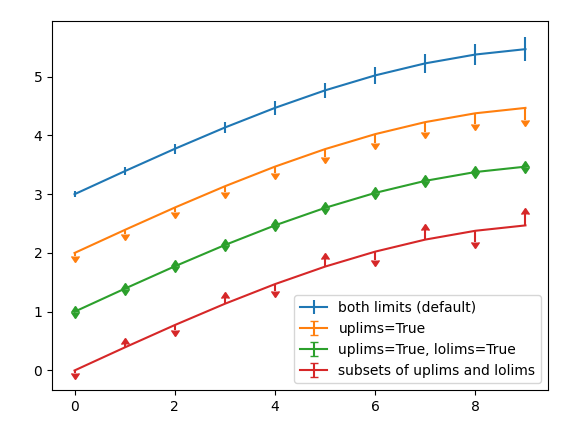 5
4
3
2
1
0
both limits (default)
uplims=True
uplims=True, lolims=True
subsets of uplims and lolims
0 2 4 6 8